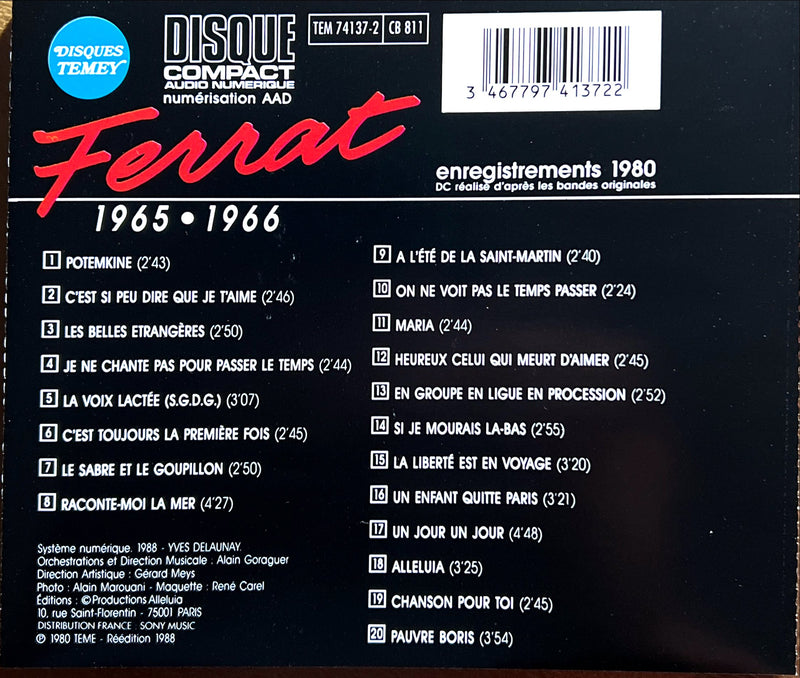 DISQUES
TEMEY
DISQUE
COMPACT
AUDIO NUMERIQUE
numérisation AAD
TEM 74137-2 CB 811
3 467797 413722
Ferrat
enregistrements 1980
DC réalisé d'après les bandes originales
1965 • 1966
1 POTEMKINE (2'43)
2 C'EST SI PEU DIRE QUE JE T'AIME (2'46)
3 LES BELLES ETRANGÈRES (2'50)
4 JE NE CHANTE PAS POUR PASSER LE TEMPS (2'44)
5 LA VOIX LACTÉE (S.G.D.G.) (3'07)
6 C'EST TOUJOURS LA PREMIÈRE FOIS (2'45)
7 LE SABRE ET LE GOUPILLON (2'50)
8 RACONTE-MOI LA MER (4'27)
9 A L'ÉTÉ DE LA SAINT-MARTIN (2'40)
10 ON NE VOIT PAS LE TEMPS PASSER (2'24)
11 MARIA (2'44)
12 HEUREUX CELUI QUI MEURT D'AIMER (2'45)
13 EN GROUPE EN LIGUE EN PROCESSION (2'52)
14 SI JE MOURAIS LA-BAS (2'55)
15 LA LIBERTÉ EST EN VOYAGE (3'20)
16 UN ENFANT QUITTE PARIS (3'21)
17 UN JOUR UN JOUR (4'48)
18 ALLELUIA (3'25)
19 CHANSON POUR TOI (2'45)
20 PAUVRE BORIS (3'54)
Système numérique. 1988 - YVES DELAUNAY.
Orchestrations et Direction Musicale : Alain Goraguer
Direction Artistique : Gérard Meys
Photo : Alain Marouani - Maquette : René Carel
Éditions : © Productions Alleluia
10, rue Saint-Florentin - 75001 PARIS
DISTRIBUTION FRANCE : SONY MUSIC
℗ 1980 TEME - Réédition 1988